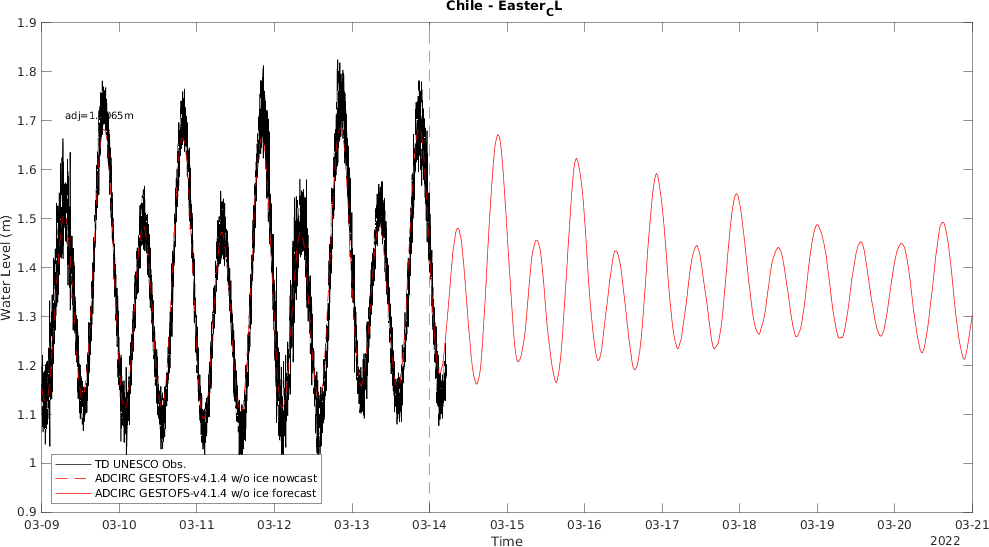 Chile - Easter_CL
1.9
1.8
1.7
1.6
1.5
1.4
1.3
1.2
1.1
1
0.9
Water Level (m)
TD UNESCO Obs.
ADCIRC GESTOFS-v4.1.4 w/o ice nowcast
ADCIRC GESTOFS-v4.1.4 w/o ice forecast
03-09 03-10 03-11 03-12 03-13 03-14 03-15 03-16 03-17 03-18 03-19 03-20 03-21
Time
2022